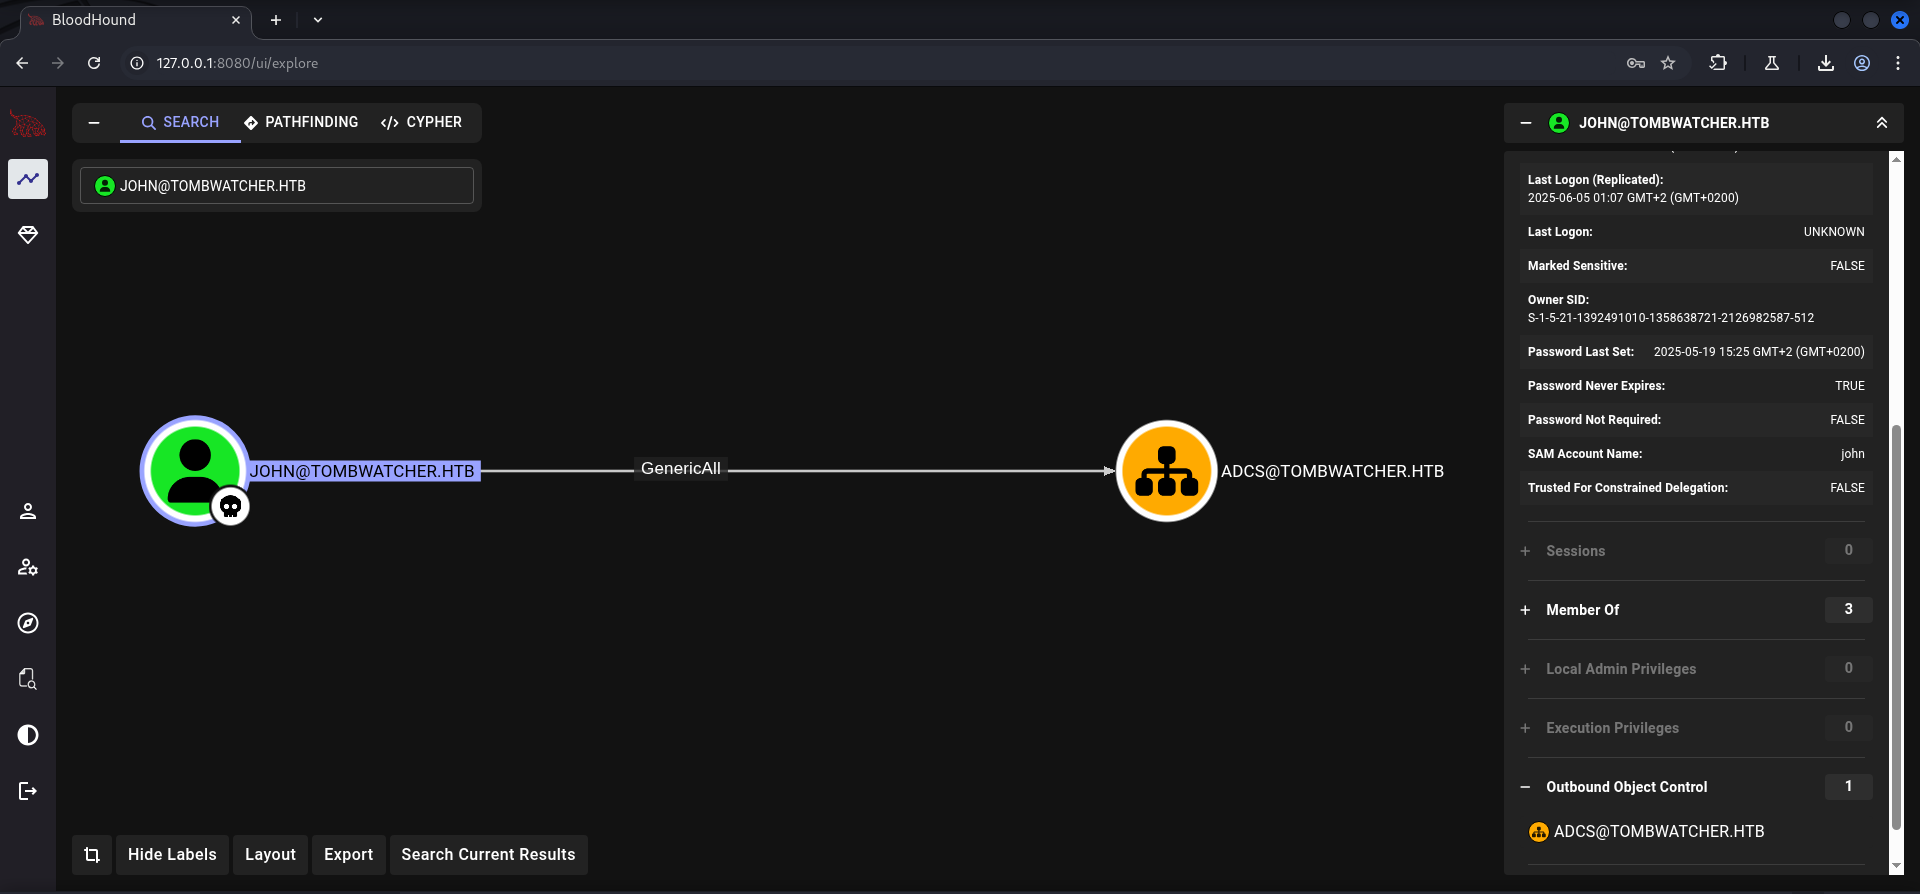 BloodHound
127.0.0.1:8080/ui/explore
SEARCH
PATHFINDING
</> CYPHER
JOHN@TOMBWATCHER.HTB
JOHN@TOMBWATCHER.HTB
GenericAll
ADCS@TOMBWATCHER.HTB
Hide Labels
Layout
Export
Search Current Results
JOHN@TOMBWATCHER.HTB
Last Logon (Replicated):
2025-06-05 01:07 GMT+2 (GMT+0200)
Last Logon: UNKNOWN
Marked Sensitive: FALSE
Owner SID:
S-1-5-21-1392491010-1358638721-2126982587-512
Password Last Set: 2025-05-19 15:25 GMT+2 (GMT+0200)
Password Never Expires: TRUE
Password Not Required: FALSE
SAM Account Name: john
Trusted For Constrained Delegation: FALSE
+ Sessions 0
+ Member Of 3
+ Local Admin Privileges 0
+ Execution Privileges 0
− Outbound Object Control 1
ADCS@TOMBWATCHER.HTB